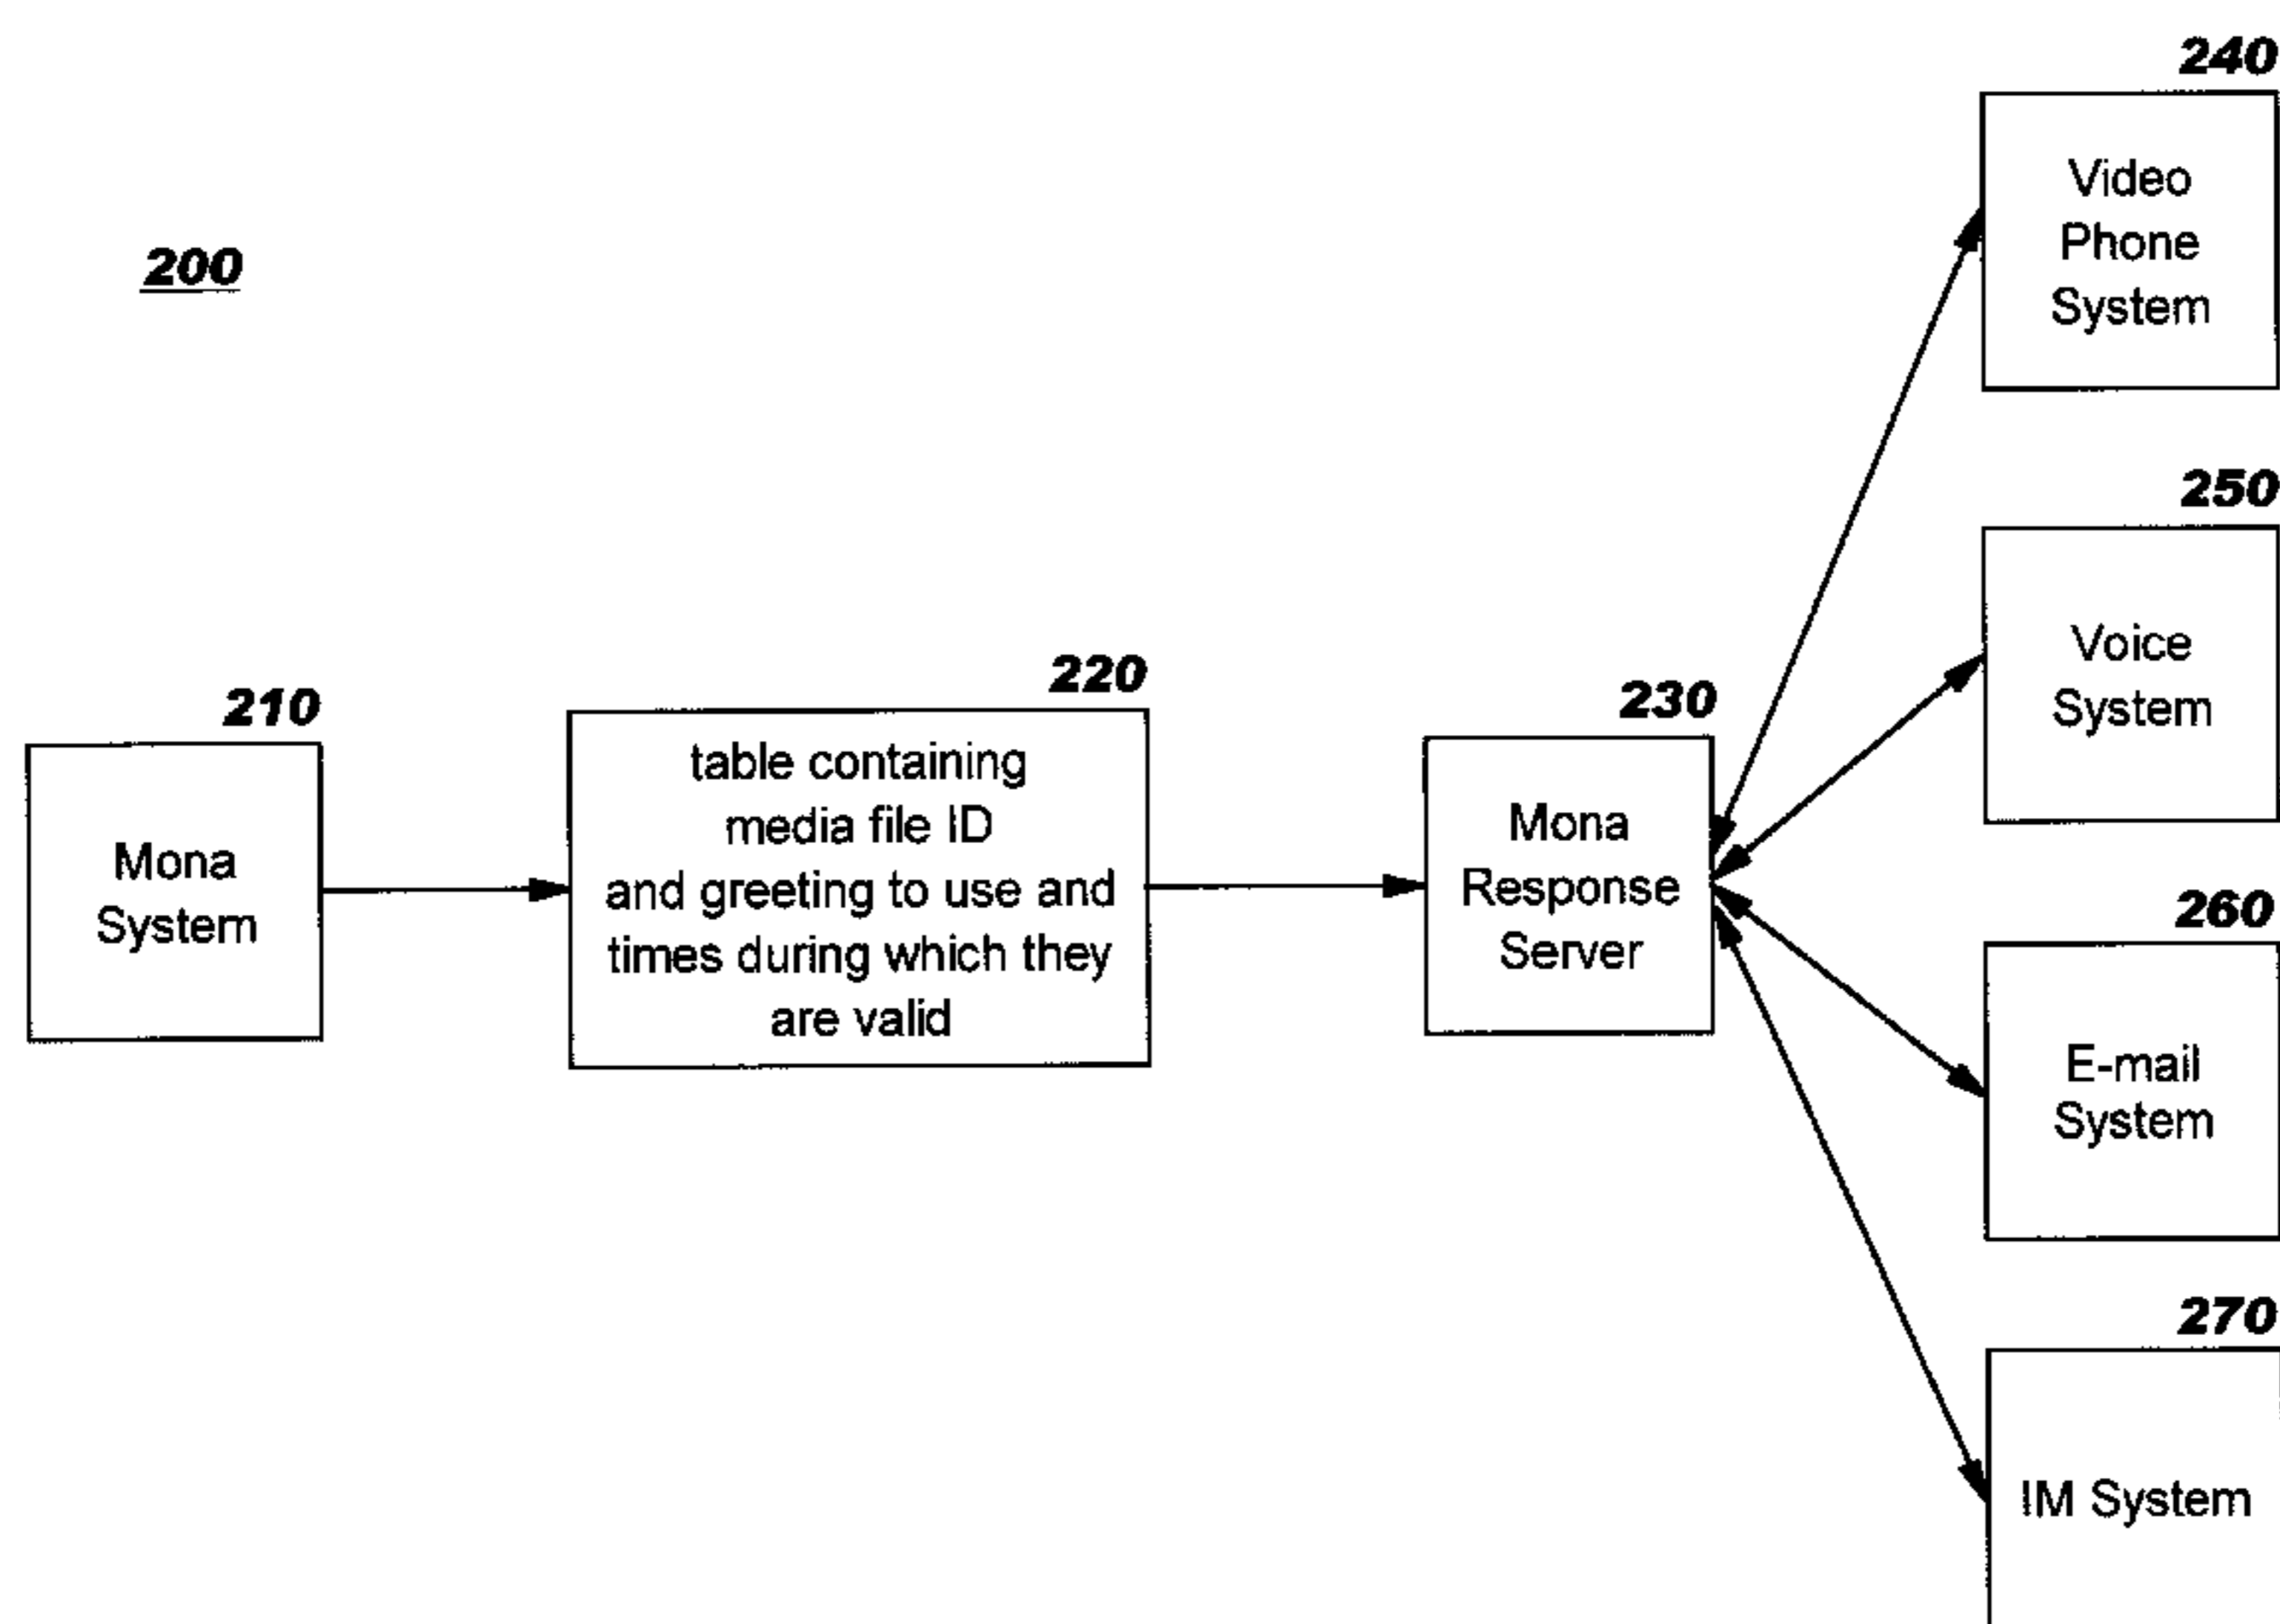 200
210
Mona
System
220
table containing
media file ID
and greeting to use and
times during which they
are valid
230
Mona
Response
Server
240
Video
Phone
System
250
Voice
System
260
E-mail
System
270
IM System